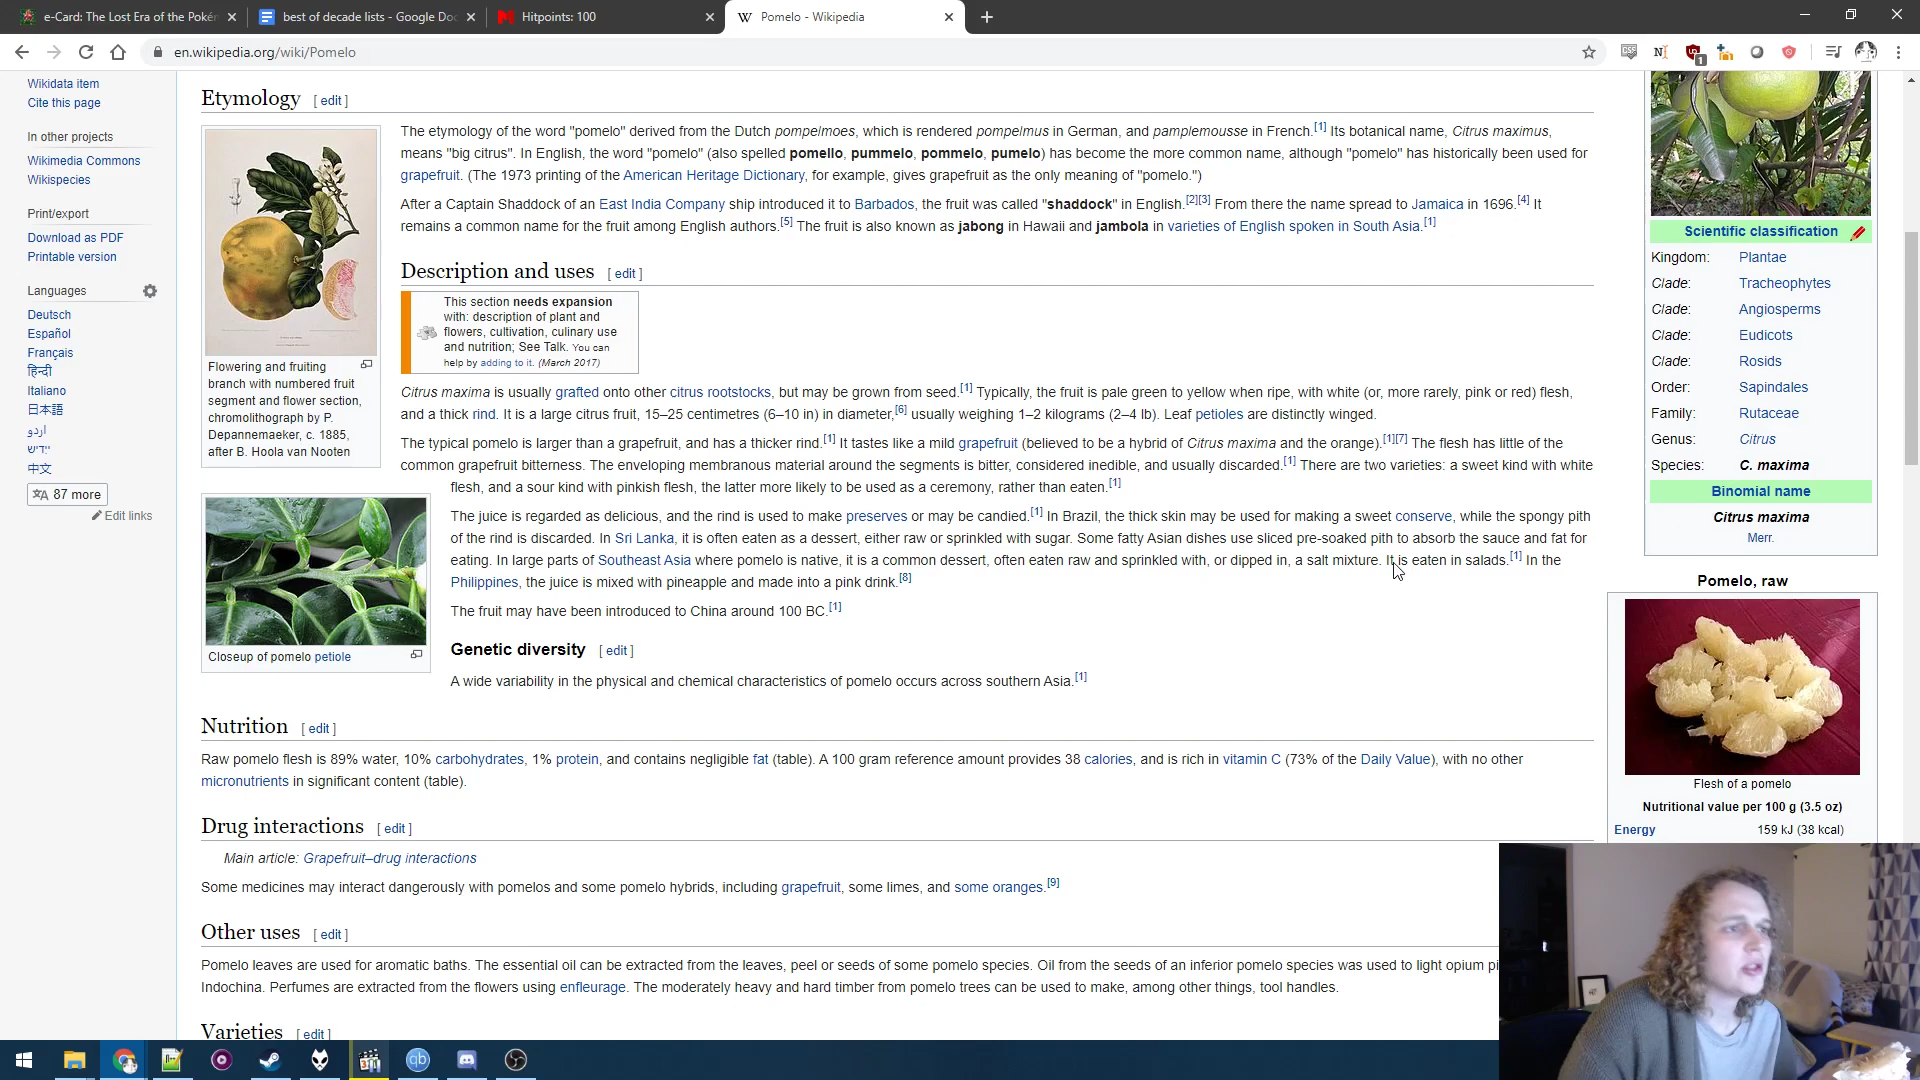 e-Card: The Lost Era of the Pokém
best of decade lists - Google Doc
Hitpoints: 100
Pomelo - Wikipedia
en.wikipedia.org/wiki/Pomelo
Wikidata item
Cite this page
In other projects
Wikimedia Commons
Wikispecies
Print/export
Download as PDF
Printable version
Languages
Deutsch
Español
Français
हिन्दी
Italiano
日本語
اردو
ייִדיש
中文
87 more
Edit links
Etymology [ edit ]
Flowering and fruiting
branch with numbered fruit
segment and flower section,
chromolithograph by P.
Depannemaeker, c. 1885,
after B. Hoola van Nooten
The etymology of the word "pomelo" derived from the Dutch pompelmoes, which is rendered pompelmus in German, and pamplemousse in French.[1] Its botanical name, Citrus maximus,
means "big citrus". In English, the word "pomelo" (also spelled pomello, pummelo, pommelo, pumelo) has become the more common name, although "pomelo" has historically been used for
grapefruit. (The 1973 printing of the American Heritage Dictionary, for example, gives grapefruit as the only meaning of "pomelo.")
After a Captain Shaddock of an East India Company ship introduced it to Barbados, the fruit was called "shaddock" in English.[2][3] From there the name spread to Jamaica in 1696.[4] It
remains a common name for the fruit among English authors.[5] The fruit is also known as jabong in Hawaii and jambola in varieties of English spoken in South Asia.[1]
Description and uses [ edit ]
This section needs expansion
with: description of plant and
flowers, cultivation, culinary use
and nutrition; See Talk. You can
help by adding to it. (March 2017)
Citrus maxima is usually grafted onto other citrus rootstocks, but may be grown from seed.[1] Typically, the fruit is pale green to yellow when ripe, with white (or, more rarely, pink or red) flesh,
and a thick rind. It is a large citrus fruit, 15–25 centimetres (6–10 in) in diameter,[6] usually weighing 1–2 kilograms (2–4 lb). Leaf petioles are distinctly winged.
The typical pomelo is larger than a grapefruit, and has a thicker rind.[1] It tastes like a mild grapefruit (believed to be a hybrid of Citrus maxima and the orange).[1][7] The flesh has little of the
common grapefruit bitterness. The enveloping membranous material around the segments is bitter, considered inedible, and usually discarded.[1] There are two varieties: a sweet kind with white
flesh, and a sour kind with pinkish flesh, the latter more likely to be used as a ceremony, rather than eaten.[1]
Closeup of pomelo petiole
The juice is regarded as delicious, and the rind is used to make preserves or may be candied.[1] In Brazil, the thick skin may be used for making a sweet conserve, while the spongy pith
of the rind is discarded. In Sri Lanka, it is often eaten as a dessert, either raw or sprinkled with sugar. Some fatty Asian dishes use sliced pre-soaked pith to absorb the sauce and fat for
eating. In large parts of Southeast Asia where pomelo is native, it is a common dessert, often eaten raw and sprinkled with, or dipped in, a salt mixture. It is eaten in salads.[1] In the
Philippines, the juice is mixed with pineapple and made into a pink drink.[8]
The fruit may have been introduced to China around 100 BC.[1]
Genetic diversity [ edit ]
A wide variability in the physical and chemical characteristics of pomelo occurs across southern Asia.[1]
Nutrition [ edit ]
Raw pomelo flesh is 89% water, 10% carbohydrates, 1% protein, and contains negligible fat (table). A 100 gram reference amount provides 38 calories, and is rich in vitamin C (73% of the Daily Value), with no other
micronutrients in significant content (table).
Drug interactions [ edit ]
Main article: Grapefruit–drug interactions
Some medicines may interact dangerously with pomelos and some pomelo hybrids, including grapefruit, some limes, and some oranges.[9]
Other uses [ edit ]
Pomelo leaves are used for aromatic baths. The essential oil can be extracted from the leaves, peel or seeds of some pomelo species. Oil from the seeds of an inferior pomelo species was used to light opium pi
Indochina. Perfumes are extracted from the flowers using enfleurage. The moderately heavy and hard timber from pomelo trees can be used to make, among other things, tool handles.
Varieties [ edit ]
Scientific classification
Kingdom: Plantae
Clade: Tracheophytes
Clade: Angiosperms
Clade: Eudicots
Clade: Rosids
Order: Sapindales
Family: Rutaceae
Genus: Citrus
Species: C. maxima
Binomial name
Citrus maxima
Merr.
Pomelo, raw
Flesh of a pomelo
Nutritional value per 100 g (3.5 oz)
Energy 159 kJ (38 kcal)